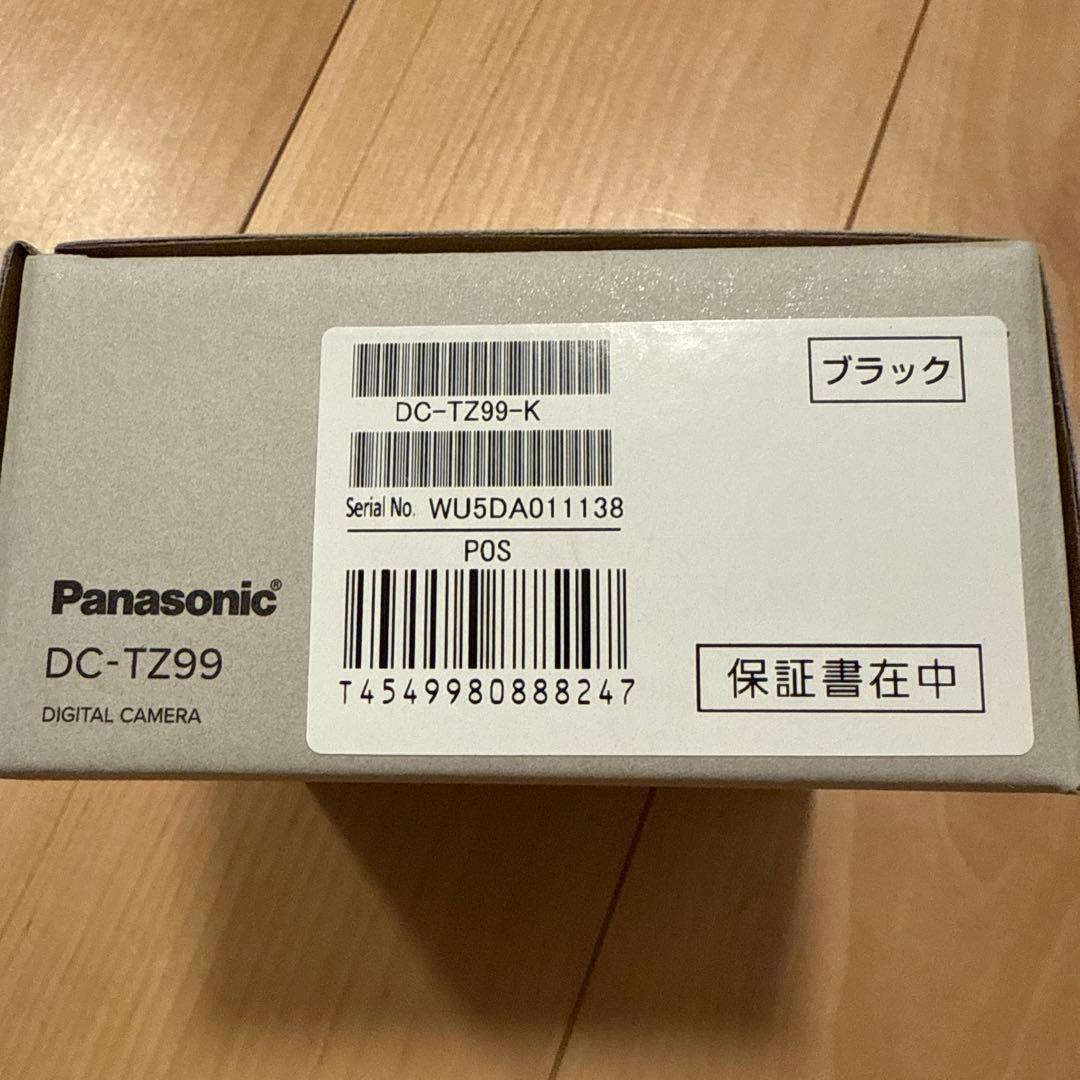 DC-TZ99-K
Serial No. WU5DA011138
POS
T4549980888247
ブラック
保証書在中
Panasonic®
DC-TZ99
DIGITAL CAMERA